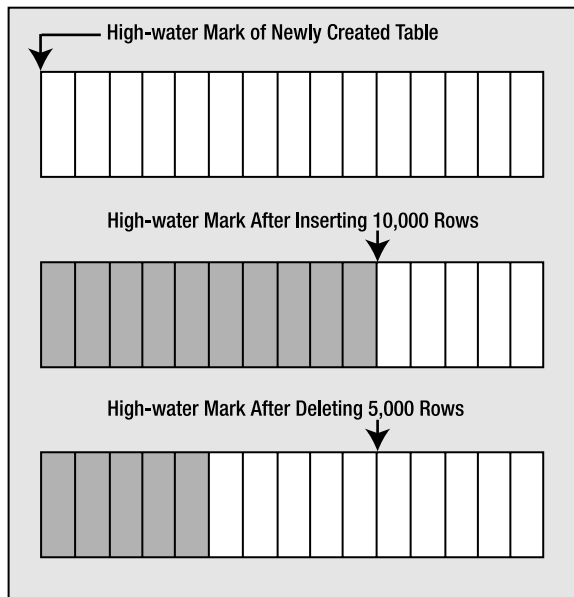 High-water Mark of Newly Created Table
High-water Mark After Inserting 10,000 Rows
High-water Mark After Deleting 5,000 Rows